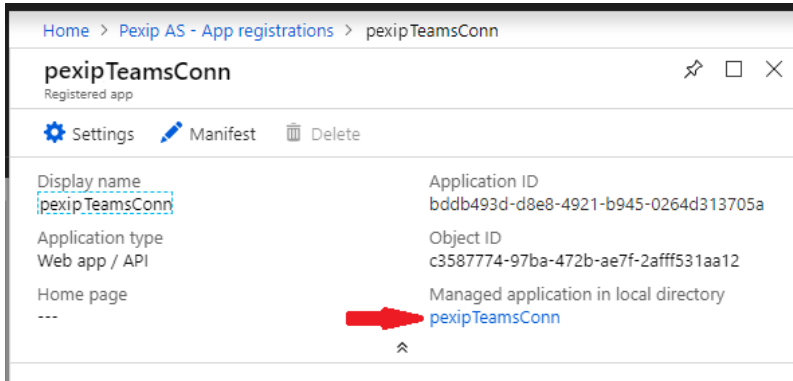 Home > Pexip AS - App registrations > pexipTeamsConn
pexipTeamsConn
Registered app
Settings Manifest Delete
Display name
pexipTeamsConn
Application ID
bddb493d-d8e8-4921-b945-0264d313705a
Application type
Web app / API
Object ID
c3587774-97ba-472b-ae7f-2afff531aa12
Home page
---
Managed application in local directory
pexipTeamsConn